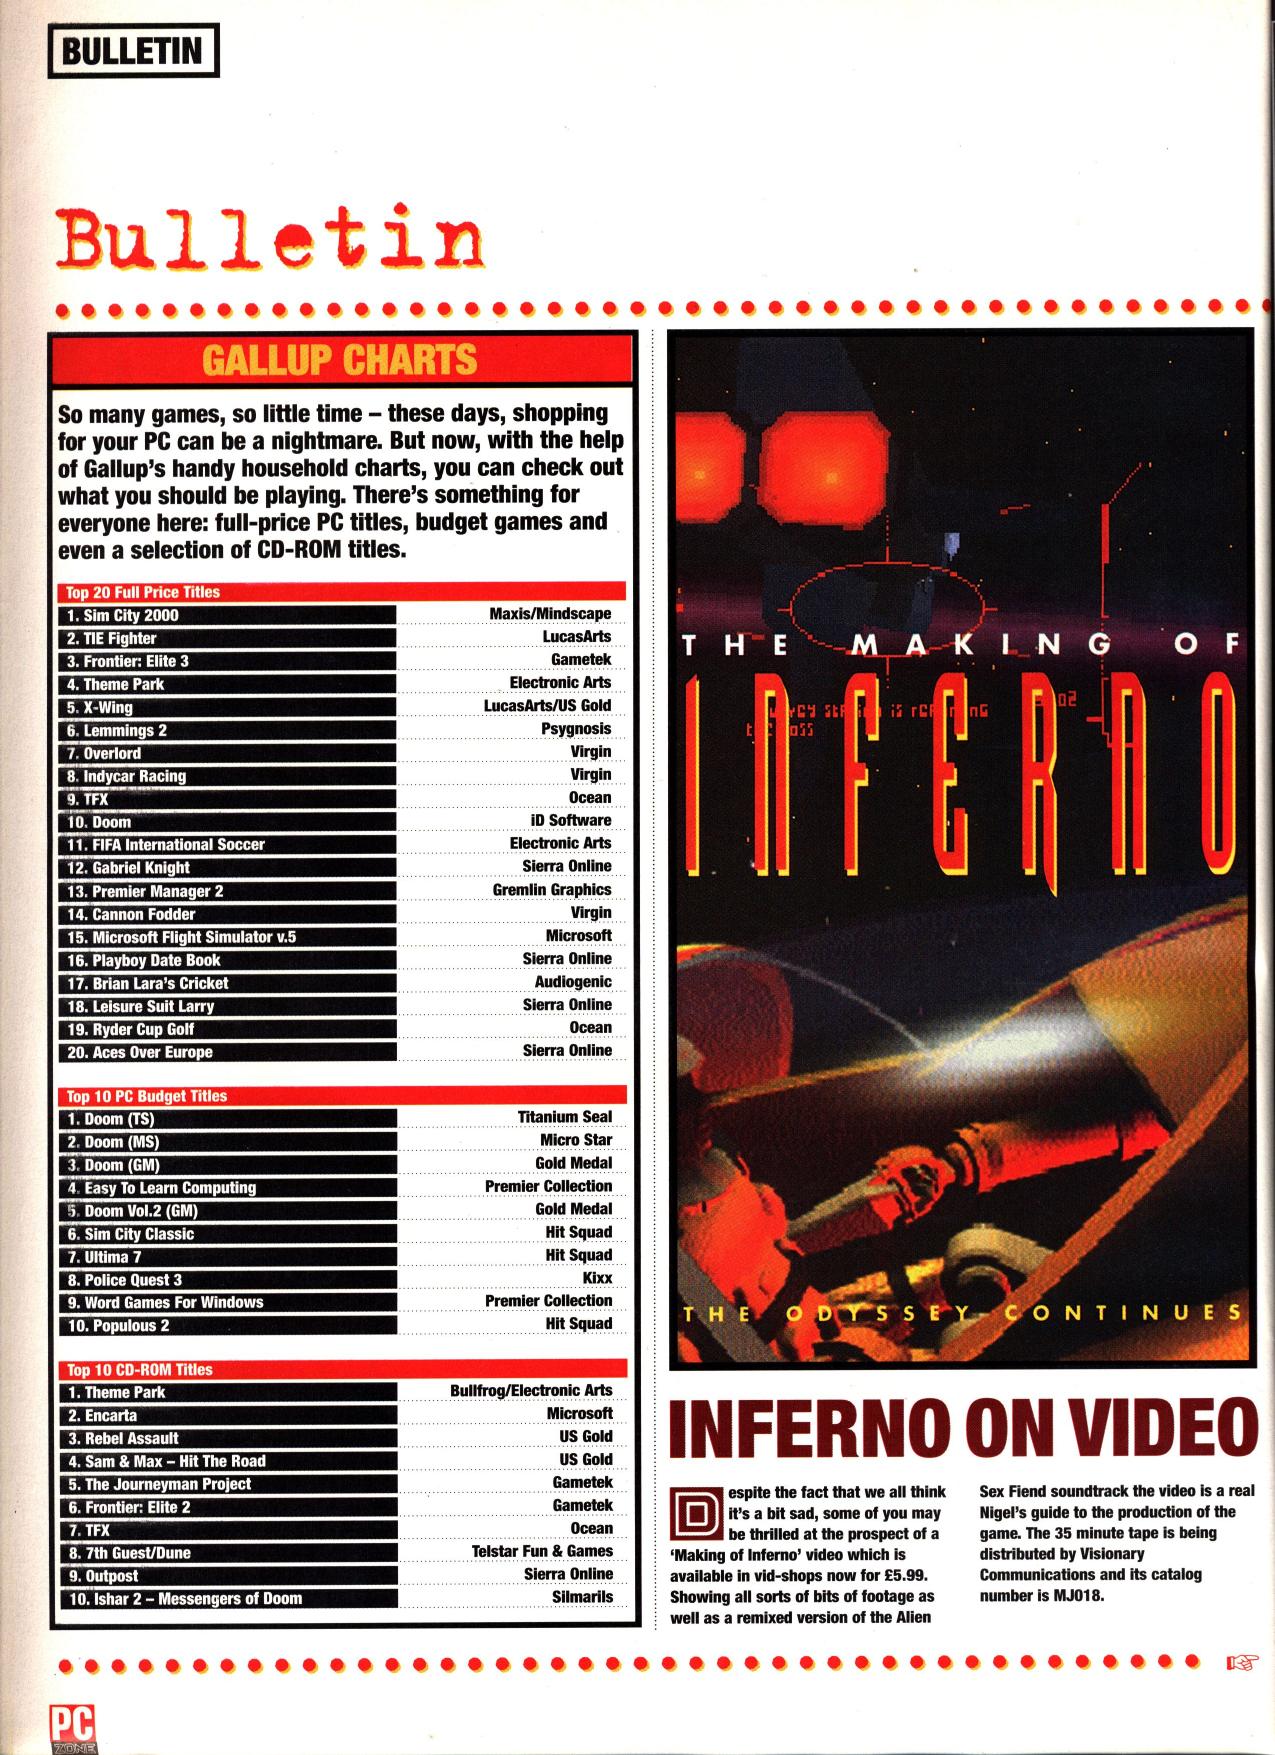 BULLETIN
Bulletin
GALLUP CHARTS
So many games, so little time – these days, shopping
for your PC can be a nightmare. But now, with the help
of Gallup's handy household charts, you can check out
what you should be playing. There's something for
everyone here: full-price PC titles, budget games and
even a selection of CD-ROM titles.
Top 20 Full Price Titles
1. Sim City 2000 Maxis/Mindscape
2. TIE Fighter LucasArts
3. Frontier: Elite 3 Gametek
4. Theme Park Electronic Arts
5. X-Wing LucasArts/US Gold
6. Lemmings 2 Psygnosis
7. Overlord Virgin
8. Indycar Racing Virgin
9. TFX Ocean
10. Doom iD Software
11. FIFA International Soccer Electronic Arts
12. Gabriel Knight Sierra Online
13. Premier Manager 2 Gremlin Graphics
14. Cannon Fodder Virgin
15. Microsoft Flight Simulator v.5 Microsoft
16. Playboy Date Book Sierra Online
17. Brian Lara's Cricket Audiogenic
18. Leisure Suit Larry Sierra Online
19. Ryder Cup Golf Ocean
20. Aces Over Europe Sierra Online
Top 10 PC Budget Titles
1. Doom (TS) Titanium Seal
2. Doom (MS) Micro Star
3. Doom (GM) Gold Medal
4. Easy To Learn Computing Premier Collection
5. Doom Vol.2 (GM) Gold Medal
6. Sim City Classic Hit Squad
7. Ultima 7 Hit Squad
8. Police Quest 3 Kixx
9. Word Games For Windows Premier Collection
10. Populous 2 Hit Squad
Top 10 CD-ROM Titles
1. Theme Park Bullfrog/Electronic Arts
2. Encarta Microsoft
3. Rebel Assault US Gold
4. Sam & Max – Hit The Road US Gold
5. The Journeyman Project Gametek
6. Frontier: Elite 2 Gametek
7. TFX Ocean
8. 7th Guest/Dune Telstar Fun & Games
9. Outpost Sierra Online
10. Ishar 2 – Messengers of Doom Silmarils
THE MAKING OF
INFERNO
THE ODYSSEY CONTINUES
INFERNO ON VIDEO
Despite the fact that we all think
it's a bit sad, some of you may
be thrilled at the prospect of a
'Making of Inferno' video which is
available in vid-shops now for £5.99.
Showing all sorts of bits of footage as
well as a remixed version of the Alien
Sex Fiend soundtrack the video is a real
Nigel's guide to the production of the
game. The 35 minute tape is being
distributed by Visionary
Communications and its catalog
number is MJ018.
PC
ZONE